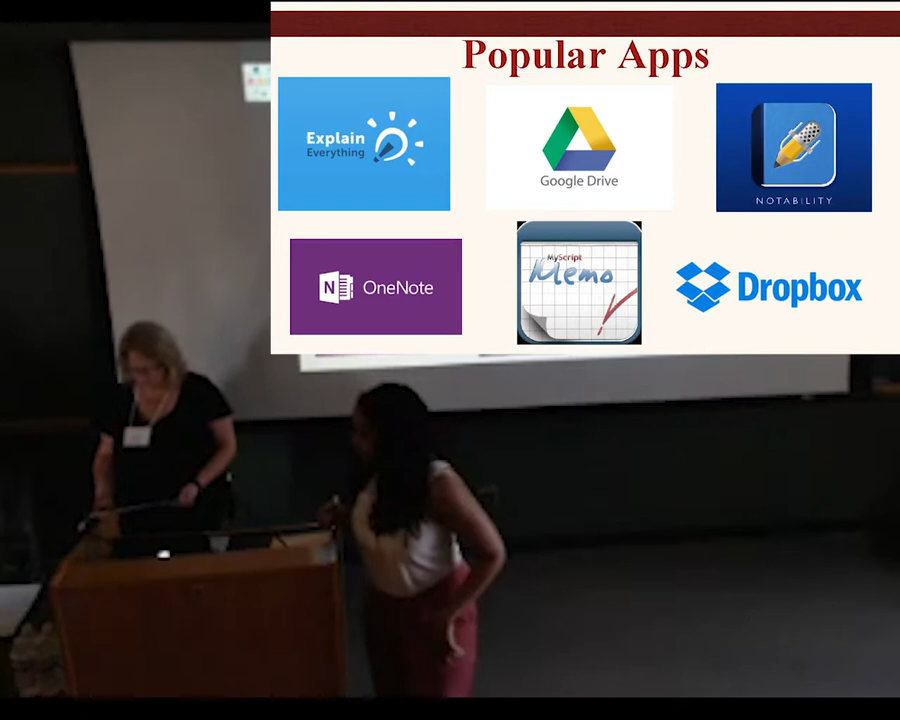 Popular Apps
Explain
Everything
Google Drive
NOTABILITY
N OneNote
MyScript
Memo
Dropbox